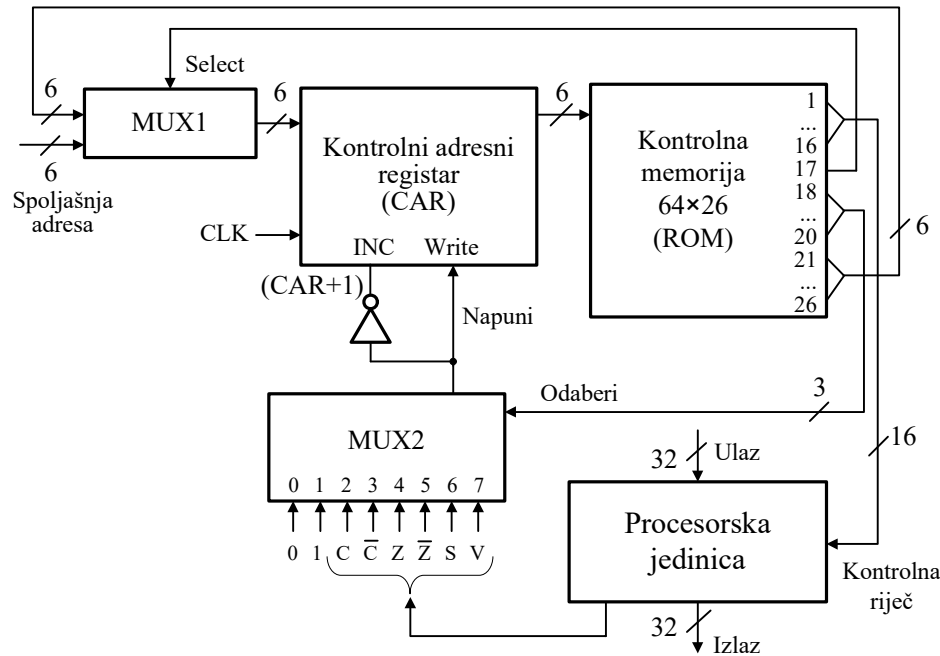 Select
6
6
6
6
MUX1
Spoljašnja
adresa
Kontrolni adresni
registar
(CAR)
CLK
INC
Write
(CAR+1)
Napuni
Kontrolna
memorija
64×26
(ROM)
1
...
16
17
18
...
20
21
...
26
6
Odaberi
3
16
MUX2
0 1 2 3 4 5 6 7
0 1 C C̅ Z Z̅ S V
32
Ulaz
Procesorska
jedinica
Kontrolna
riječ
32
Izlaz